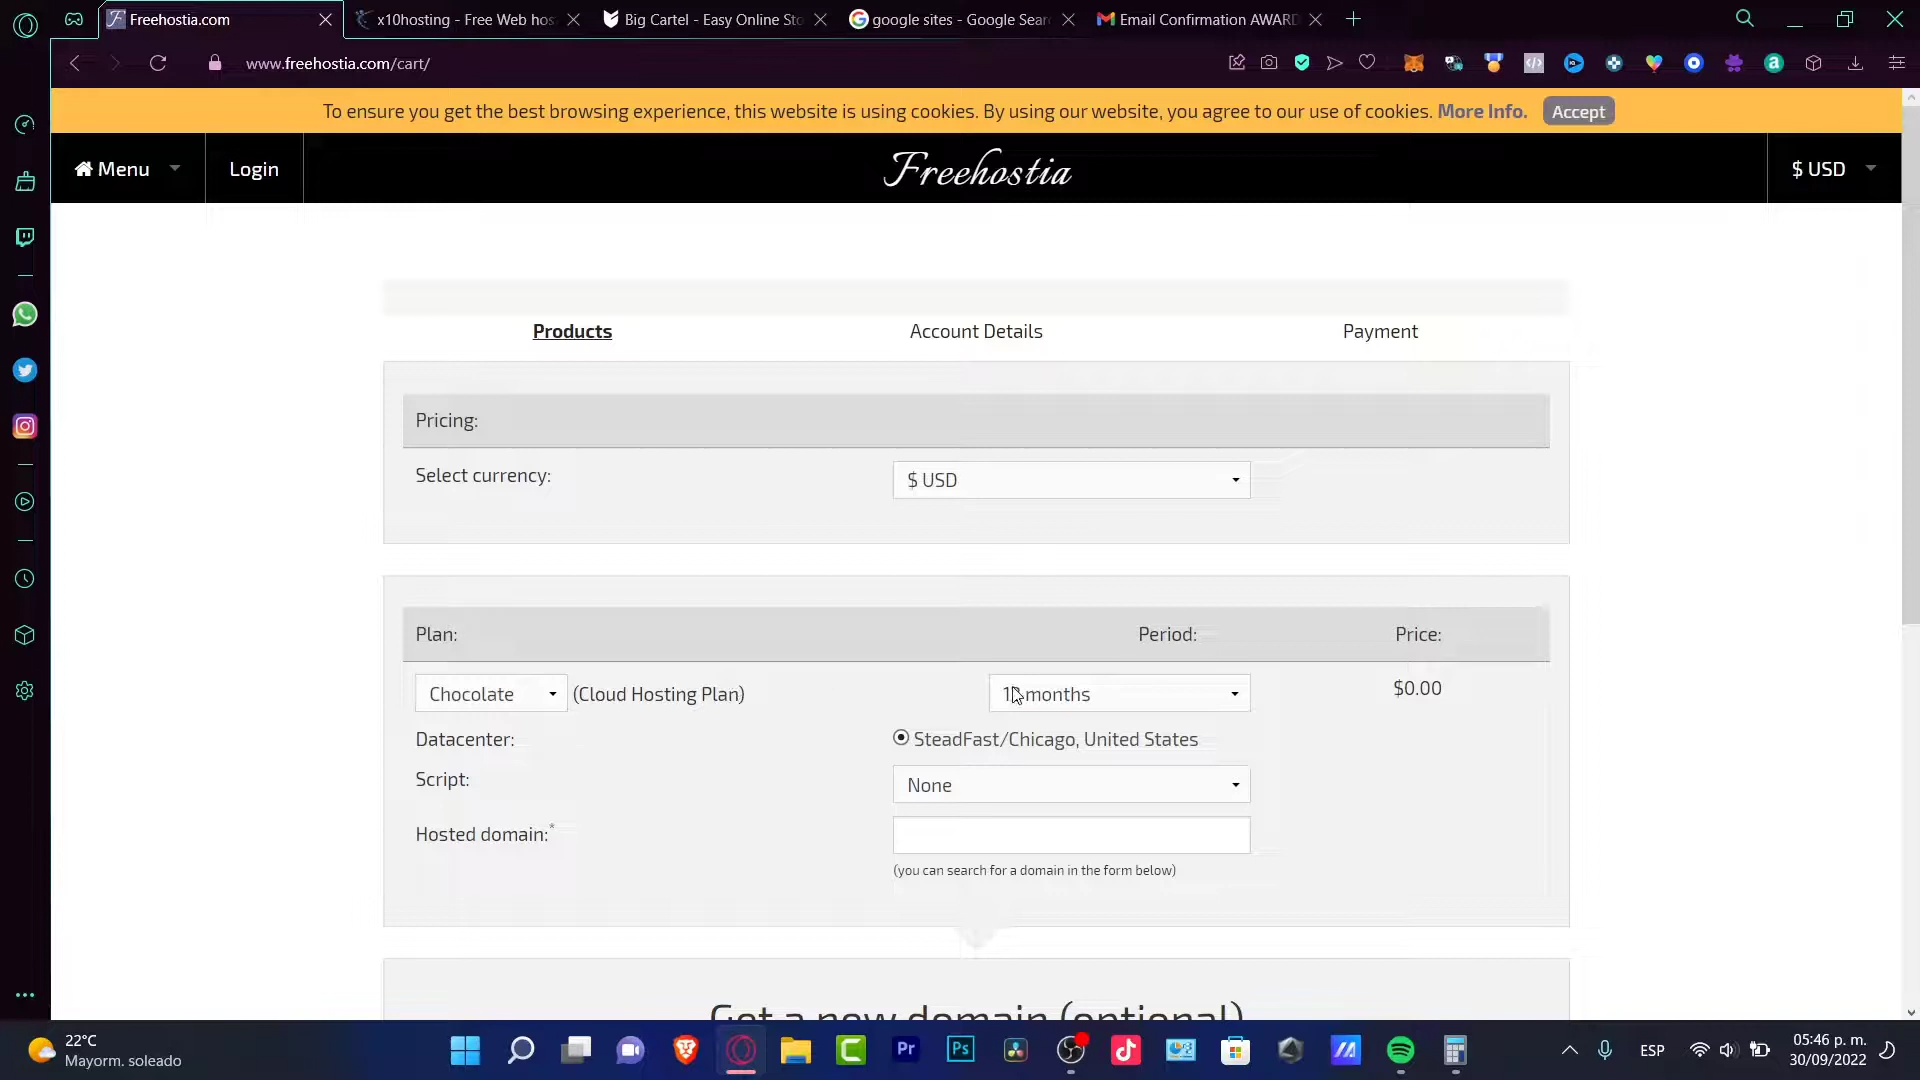 Freehostia.com
x10hosting - Free Web hos
Big Cartel - Easy Online Sto
google sites - Google Sear
Email Confirmation AWARD
www.freehostia.com/cart/
To ensure you get the best browsing experience, this website is using cookies. By using our website, you agree to our use of cookies. More Info. Accept
Menu
Login
Freehostia
$ USD
Products
Account Details
Payment
Pricing:
Select currency:
$ USD
Plan:
Period:
Price:
Chocolate
(Cloud Hosting Plan)
months
$0.00
Datacenter:
SteadFast/Chicago, United States
Script:
None
Hosted domain:*
(you can search for a domain in the form below)
Get a new domain (optional)
22°C
Mayorm. soleado
ESP
05:46 p. m.
30/09/2022